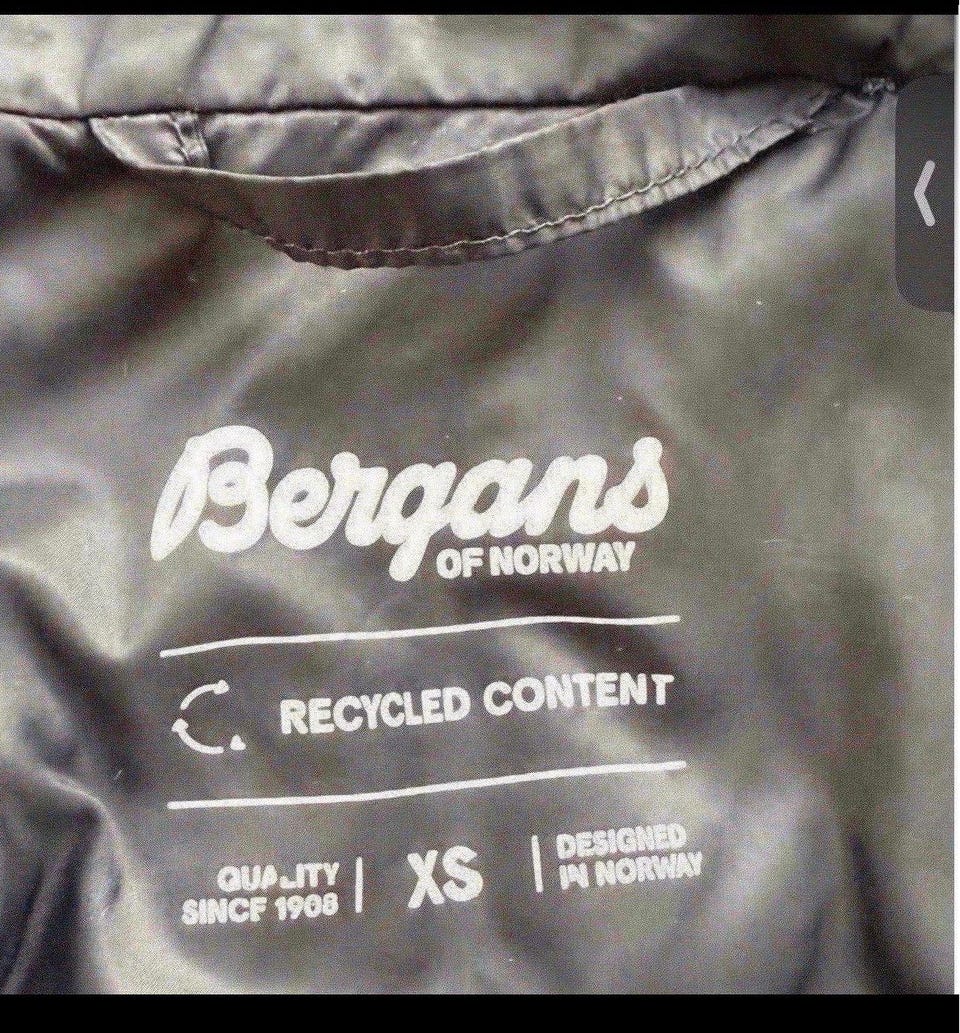 Bergans
OF NORWAY
RECYCLED CONTENT
QUALITY
SINCE 1908
XS
DESIGNED
IN NORWAY